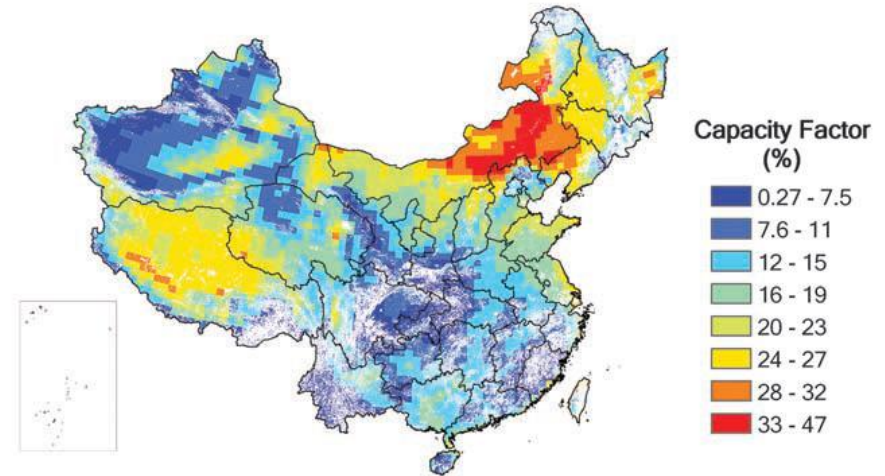 Capacity Factor
(%)
0.27 - 7.5
7.6 - 11
12 - 15
16 - 19
20 - 23
24 - 27
28 - 32
33 - 47